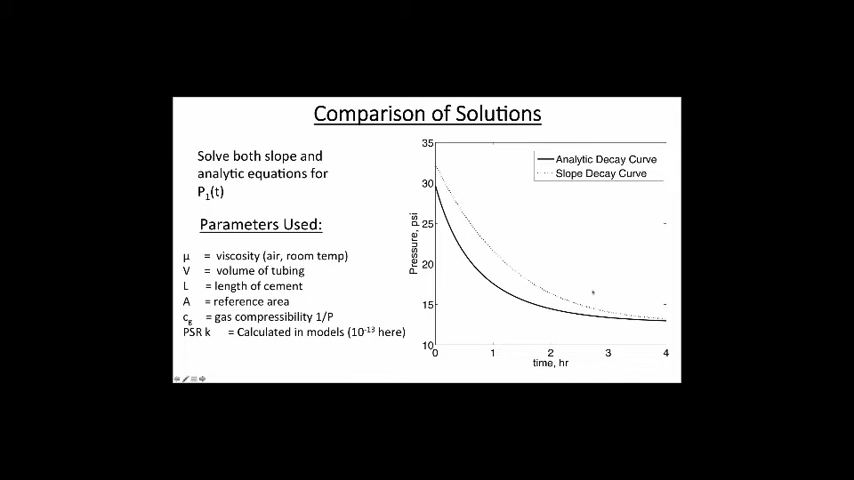 Comparison of Solutions
Solve both slope and
analytic equations for
P1(t)
Parameters Used:
μ = viscosity (air, room temp)
V = volume of tubing
L = length of cement
A = reference area
cg = gas compressibility 1/P
PSR k = Calculated in models (10-13 here)
35
30
25
20
15
10
Pressure, psi
Analytic Decay Curve
Slope Decay Curve
0 1 2 3 4
time, hr